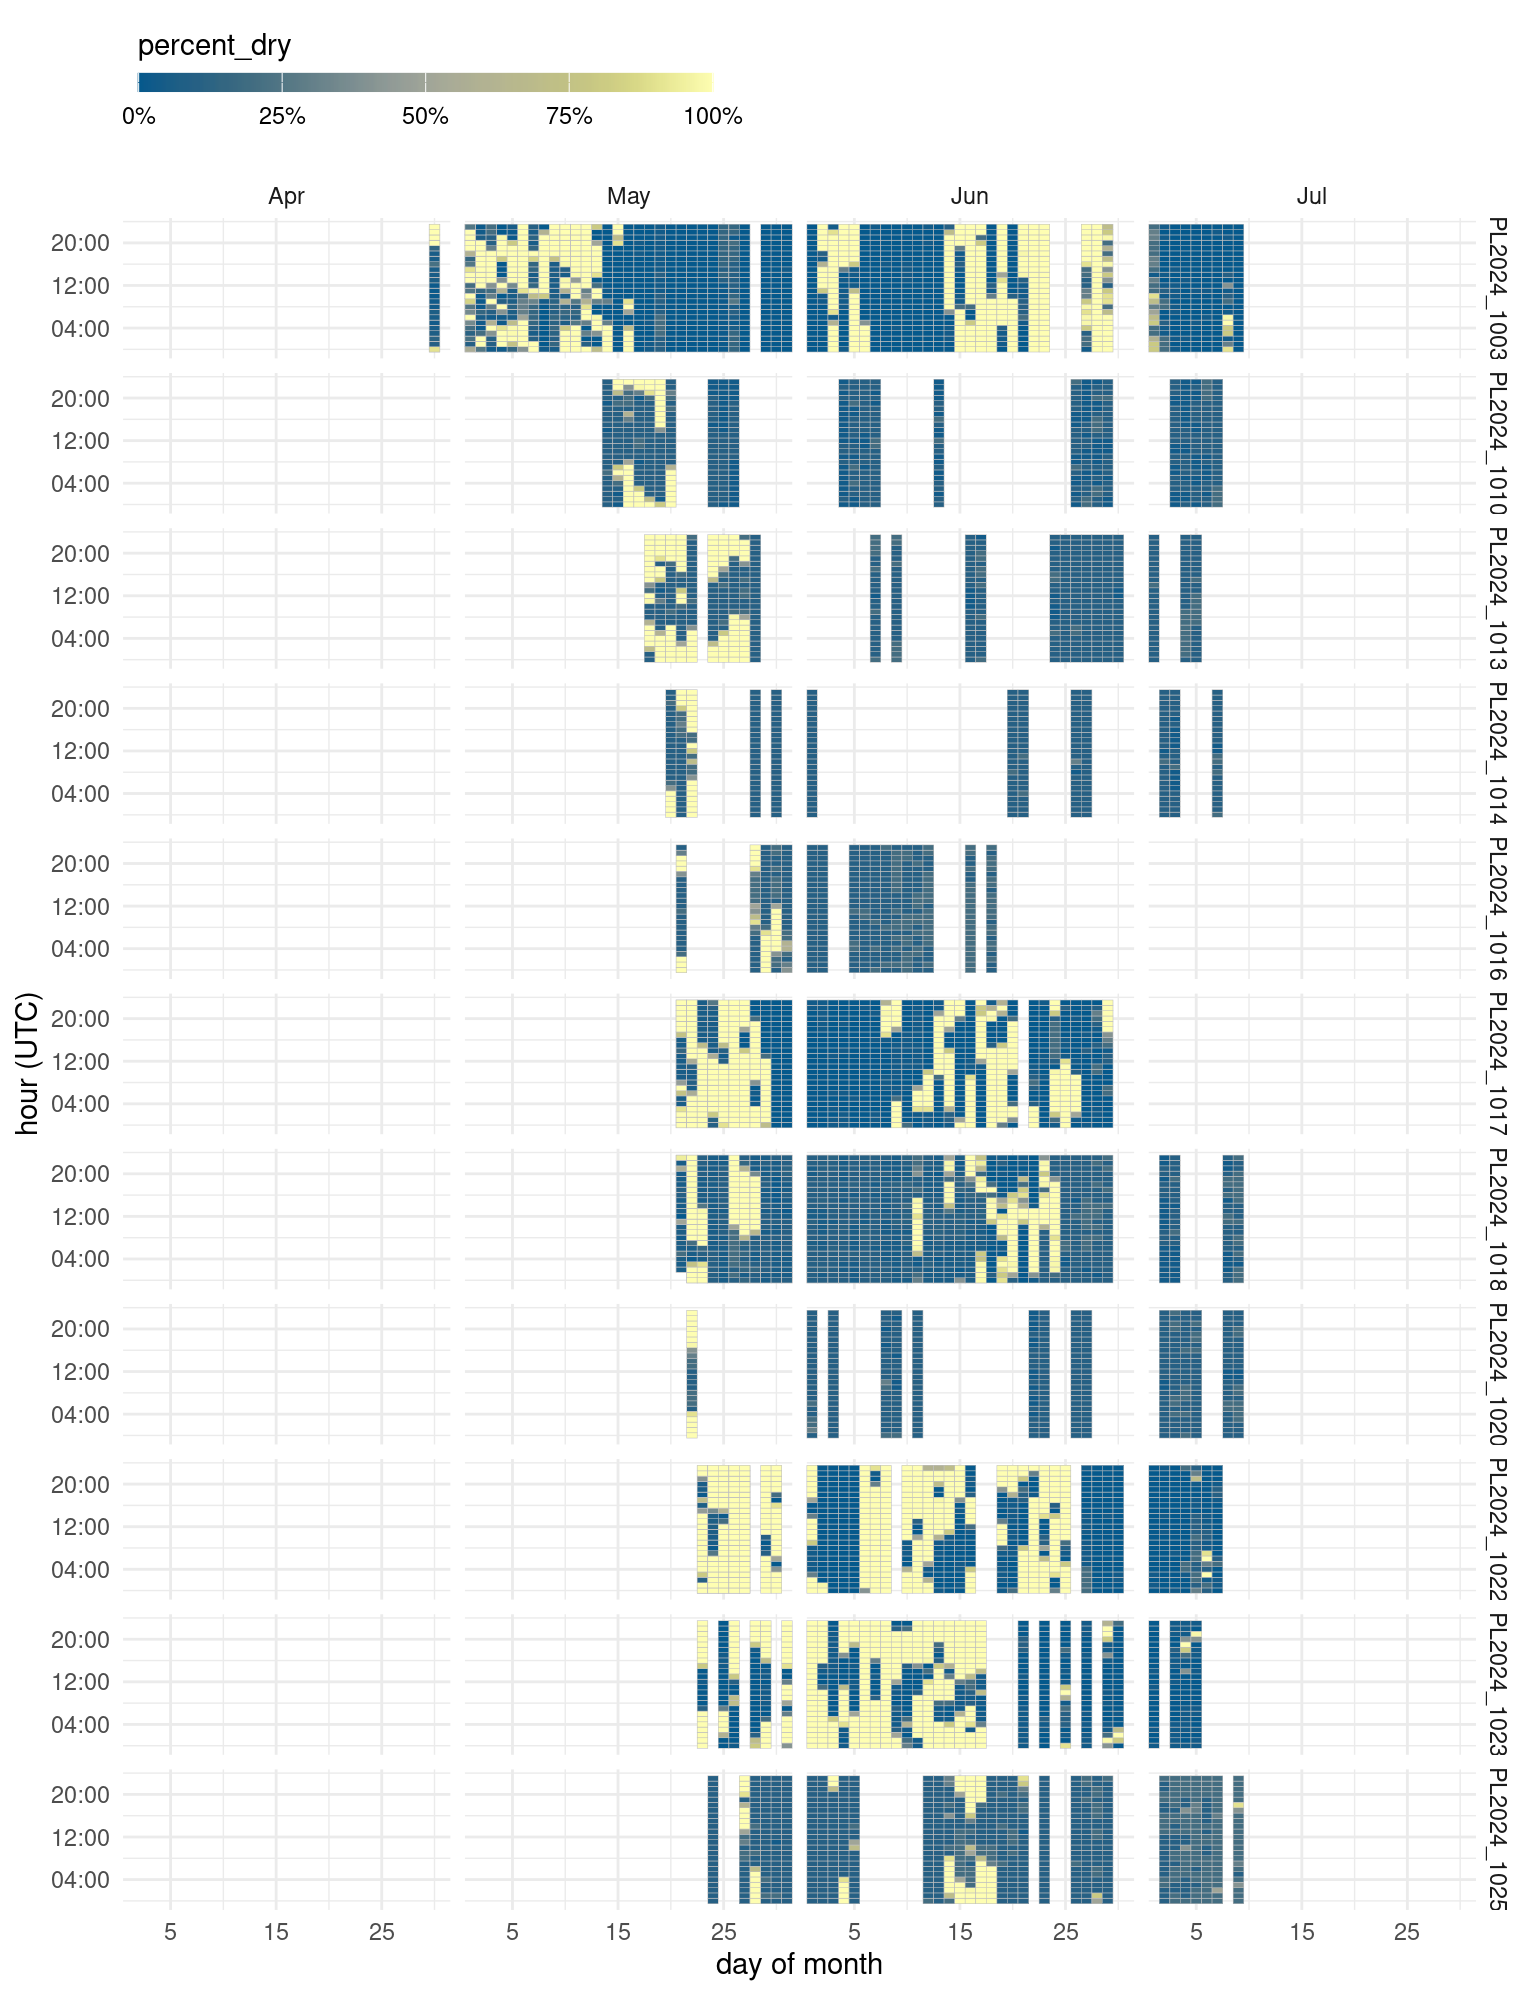 percent_dry
0% 25% 50% 75% 100%
Apr May Jun Jul
20:00
12:00
04:00
PL2024_1003
20:00
12:00
04:00
PL2024_1010
20:00
12:00
04:00
PL2024_1013
20:00
12:00
04:00
PL2024_1014
20:00
12:00
04:00
PL2024_1016
hour (UTC)
20:00
12:00
04:00
PL2024_1017
20:00
12:00
04:00
PL2024_1018
20:00
12:00
04:00
PL2024_1020
20:00
12:00
04:00
PL2024_1022
20:00
12:00
04:00
PL2024_1023
20:00
12:00
04:00
PL2024_1025
5 15 25 5 15 25 5 15 25 5 15 25
day of month